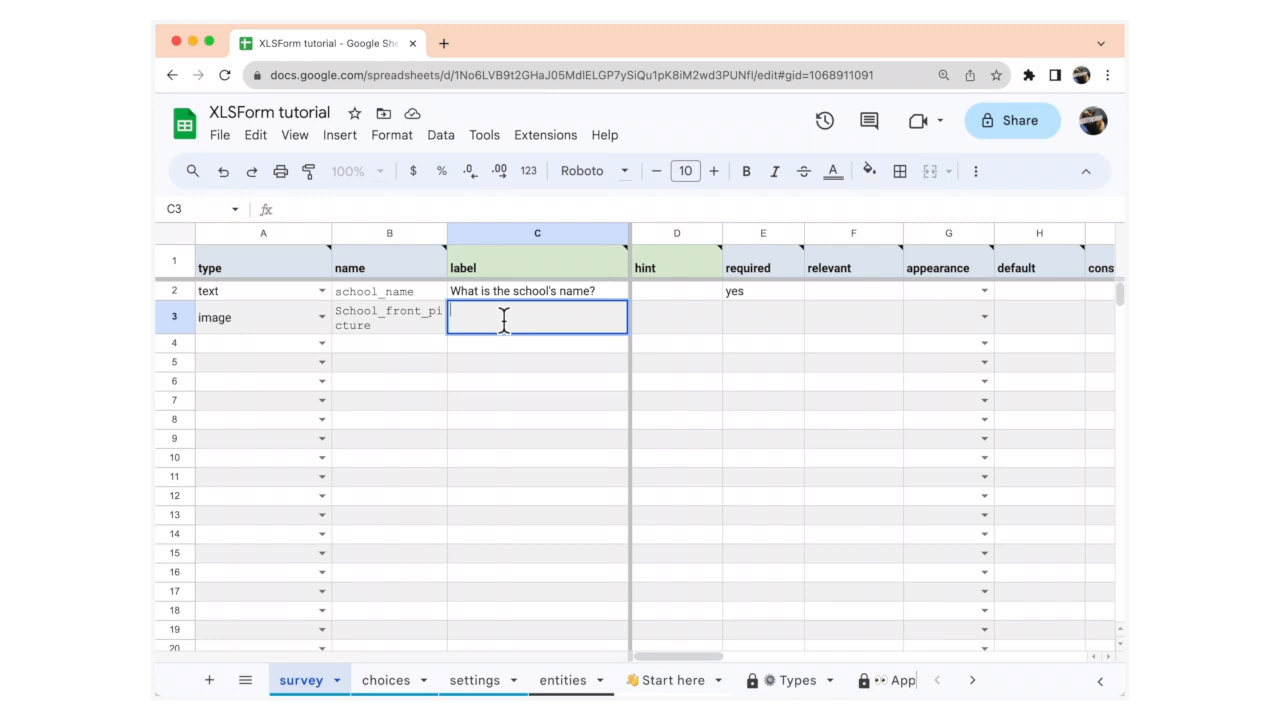 XLSForm tutorial - Google She
docs.google.com/spreadsheets/d/1No6LVB9t2GHaJ05MdlELGP7ySiQu1pK8iM2wd3PUNfI/edit#gid=1068911091
XLSForm tutorial
File Edit View Insert Format Data Tools Extensions Help
Share
100% $ % .0 .00 123 Roboto 10 B I S A
C3 fx
A B C D E F G H
1 type name label hint required relevant appearance default cons
2 text school_name What is the school's name? yes
3 image School_front_pi
cture
4
5
6
7
8
9
10
11
12
13
14
15
16
17
18
19
20
survey choices settings entities Start here Types App